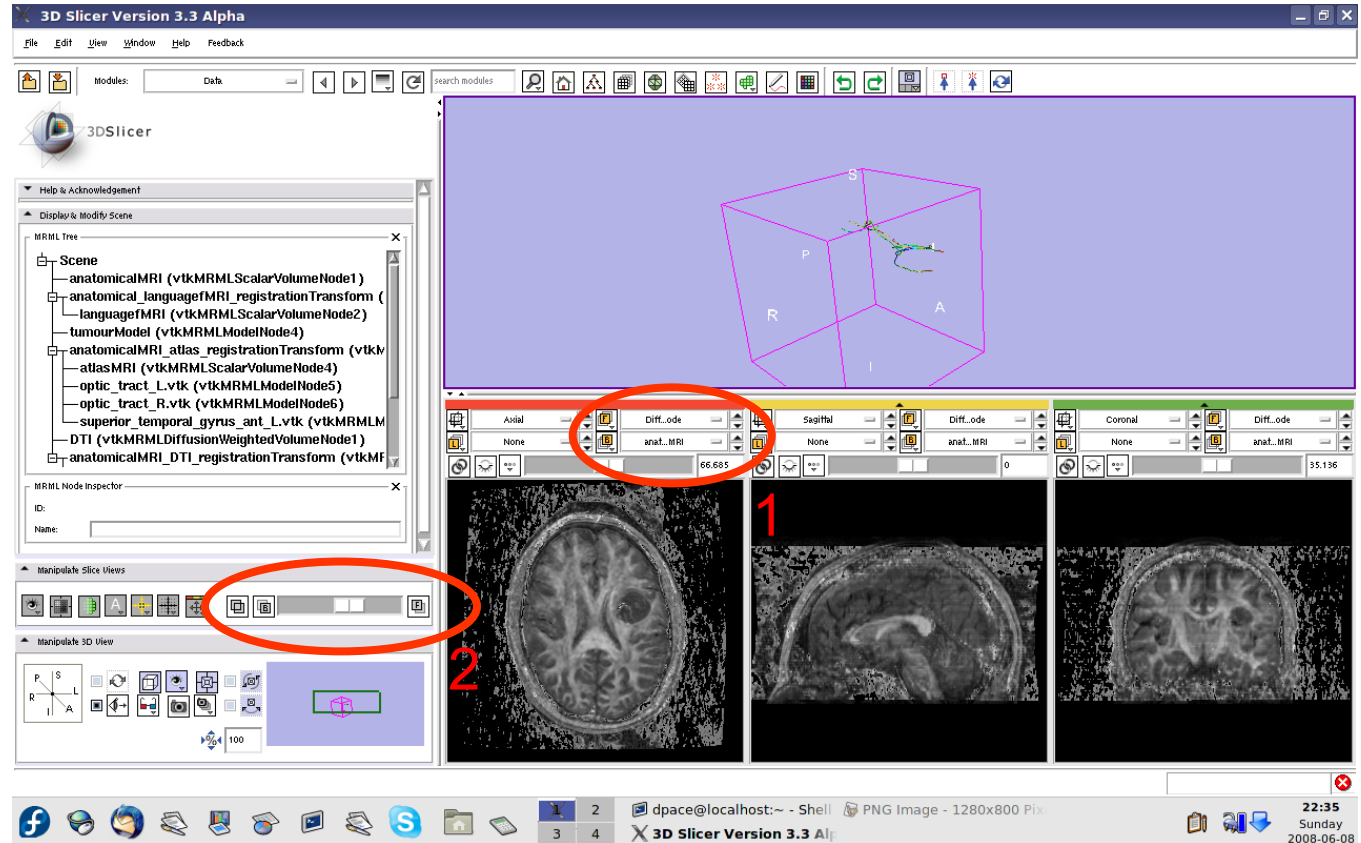 3D Slicer Version 3.3 Alpha
File Edit View Window Help Feedback
Modules: Data search modules
3DSlicer
Help & Acknowledgement
Display & Modify Scene
MRML Tree
Scene
anatomicalMRI (vtkMRMLScalarVolumeNode1)
anatomical_languagefMRI_registrationTransform (
languagefMRI (vtkMRMLScalarVolumeNode2)
tumourModel (vtkMRMLModelNode4)
anatomicalMRI_atlas_registrationTransform (vtkM
atlasMRI (vtkMRMLScalarVolumeNode4)
optic_tract_L.vtk (vtkMRMLModelNode5)
optic_tract_R.vtk (vtkMRMLModelNode6)
superior_temporal_gyrus_ant_L.vtk (vtkMRMLM
DTI (vtkMRMLDiffusionWeightedVolumeNode1)
anatomicalMRI_DTI_registrationTransform (vtkMF
MRML Node Inspector
ID:
Name:
Manipulate Slice Views
B F
2
Manipulate 3D View
P S
R L
I A
% 100
S
P
R A
I
Axial F Diff...ode
L None B anat...MRI
66.685
Sagittal F Diff...ode
L None B anat...MRI
0
Coronal F Diff...ode
L None B anat...MRI
35.136
1
1 2
3 4
dpace@localhost:~ - Shell
PNG Image - 1280x800 Pix
3D Slicer Version 3.3 Alp
22:35
Sunday
2008-06-08